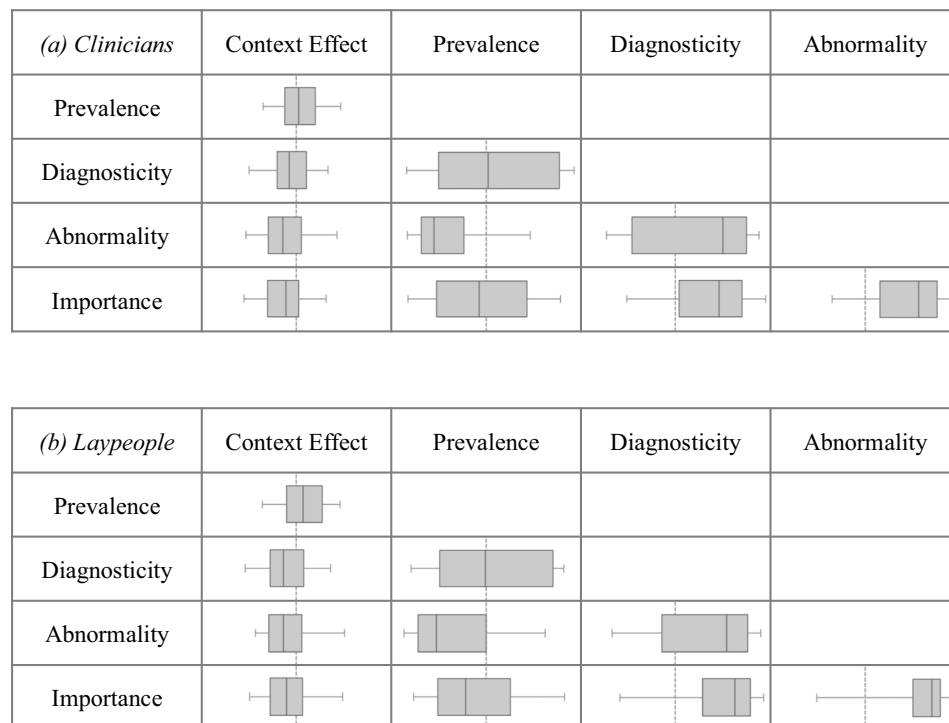 (a) Clinicians Context Effect Prevalence Diagnosticity Abnormality
Prevalence
Diagnosticity
Abnormality
Importance
(b) Laypeople Context Effect Prevalence Diagnosticity Abnormality
Prevalence
Diagnosticity
Abnormality
Importance